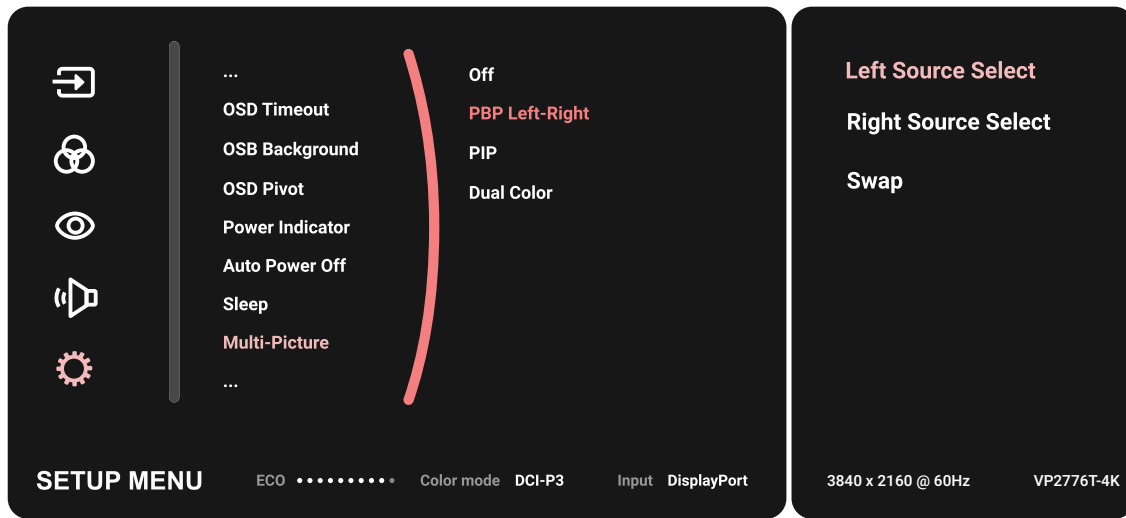 ...
OSD Timeout
OSB Background
OSD Pivot
Power Indicator
Auto Power Off
Sleep
Multi-Picture
...
Off
PBP Left-Right
PIP
Dual Color
Left Source Select
Right Source Select
Swap
SETUP MENU
ECO
Color mode DCI-P3
Input DisplayPort
3840 x 2160 @ 60Hz
VP2776T-4K